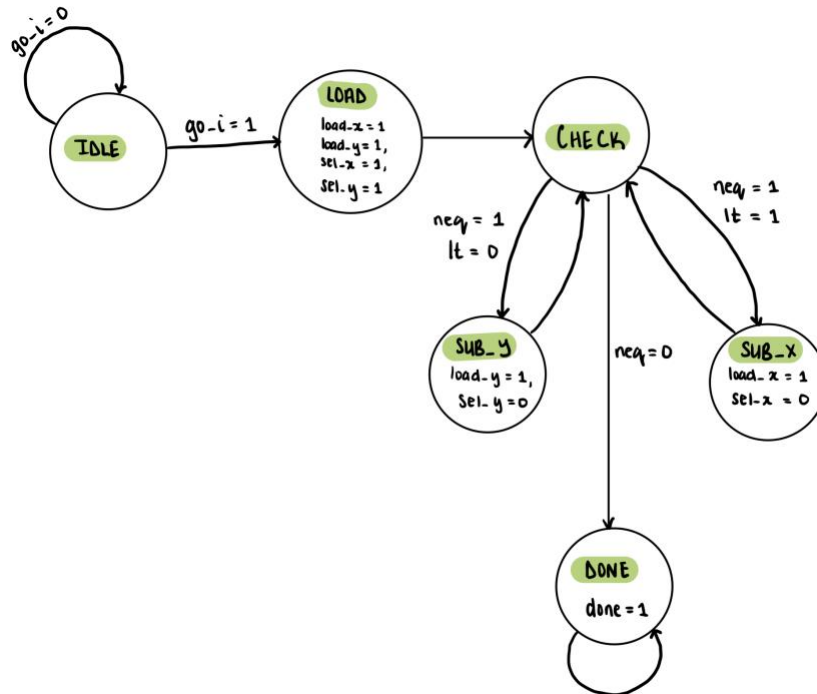 go_i=0
IDLE
go_i = 1
LOAD
load_x = 1
load_y = 1,
sel_x = 1,
sel_y = 1
CHECK
neq = 1
lt = 0
neq = 1
lt = 1
SUB_Y
load_y = 1,
sel_y = 0
neq = 0
SUB_X
load_x = 1
sel_x = 0
DONE
done = 1